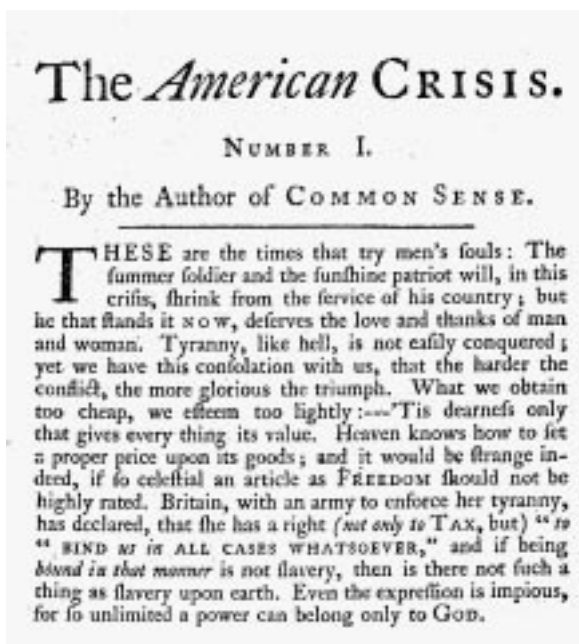 The American CRISIS.
NUMBER I.
By the Author of COMMON SENSE.
THESE are the times that try men's ſouls: The
ſummer ſoldier and the ſunſhine patriot will, in this
criſis, ſhrink from the ſervice of his country; but
he that ſtands it NOW, deſerves the love and thanks of man
and woman. Tyranny, like hell, is not eaſily conquered;
yet we have this conſolation with us, that the harder the
conflict, the more glorious the triumph. What we obtain
too cheap, we eſteem too lightly:---'Tis dearneſs only
that gives every thing its value. Heaven knows how to ſet
a proper price upon its goods; and it would be ſtrange in-
deed, if ſo celeſtial an article as FREEDOM ſhould not be
highly rated. Britain, with an army to enforce her tyranny,
has declared, that ſhe has a right (not only to TAX, but) "to
" BIND us in ALL CASES WHATSOEVER," and if being
bound in that manner is not ſlavery, then is there not ſuch a
thing as ſlavery upon earth. Even the expreſſion is impious,
for ſo unlimited a power can belong only to GOD.